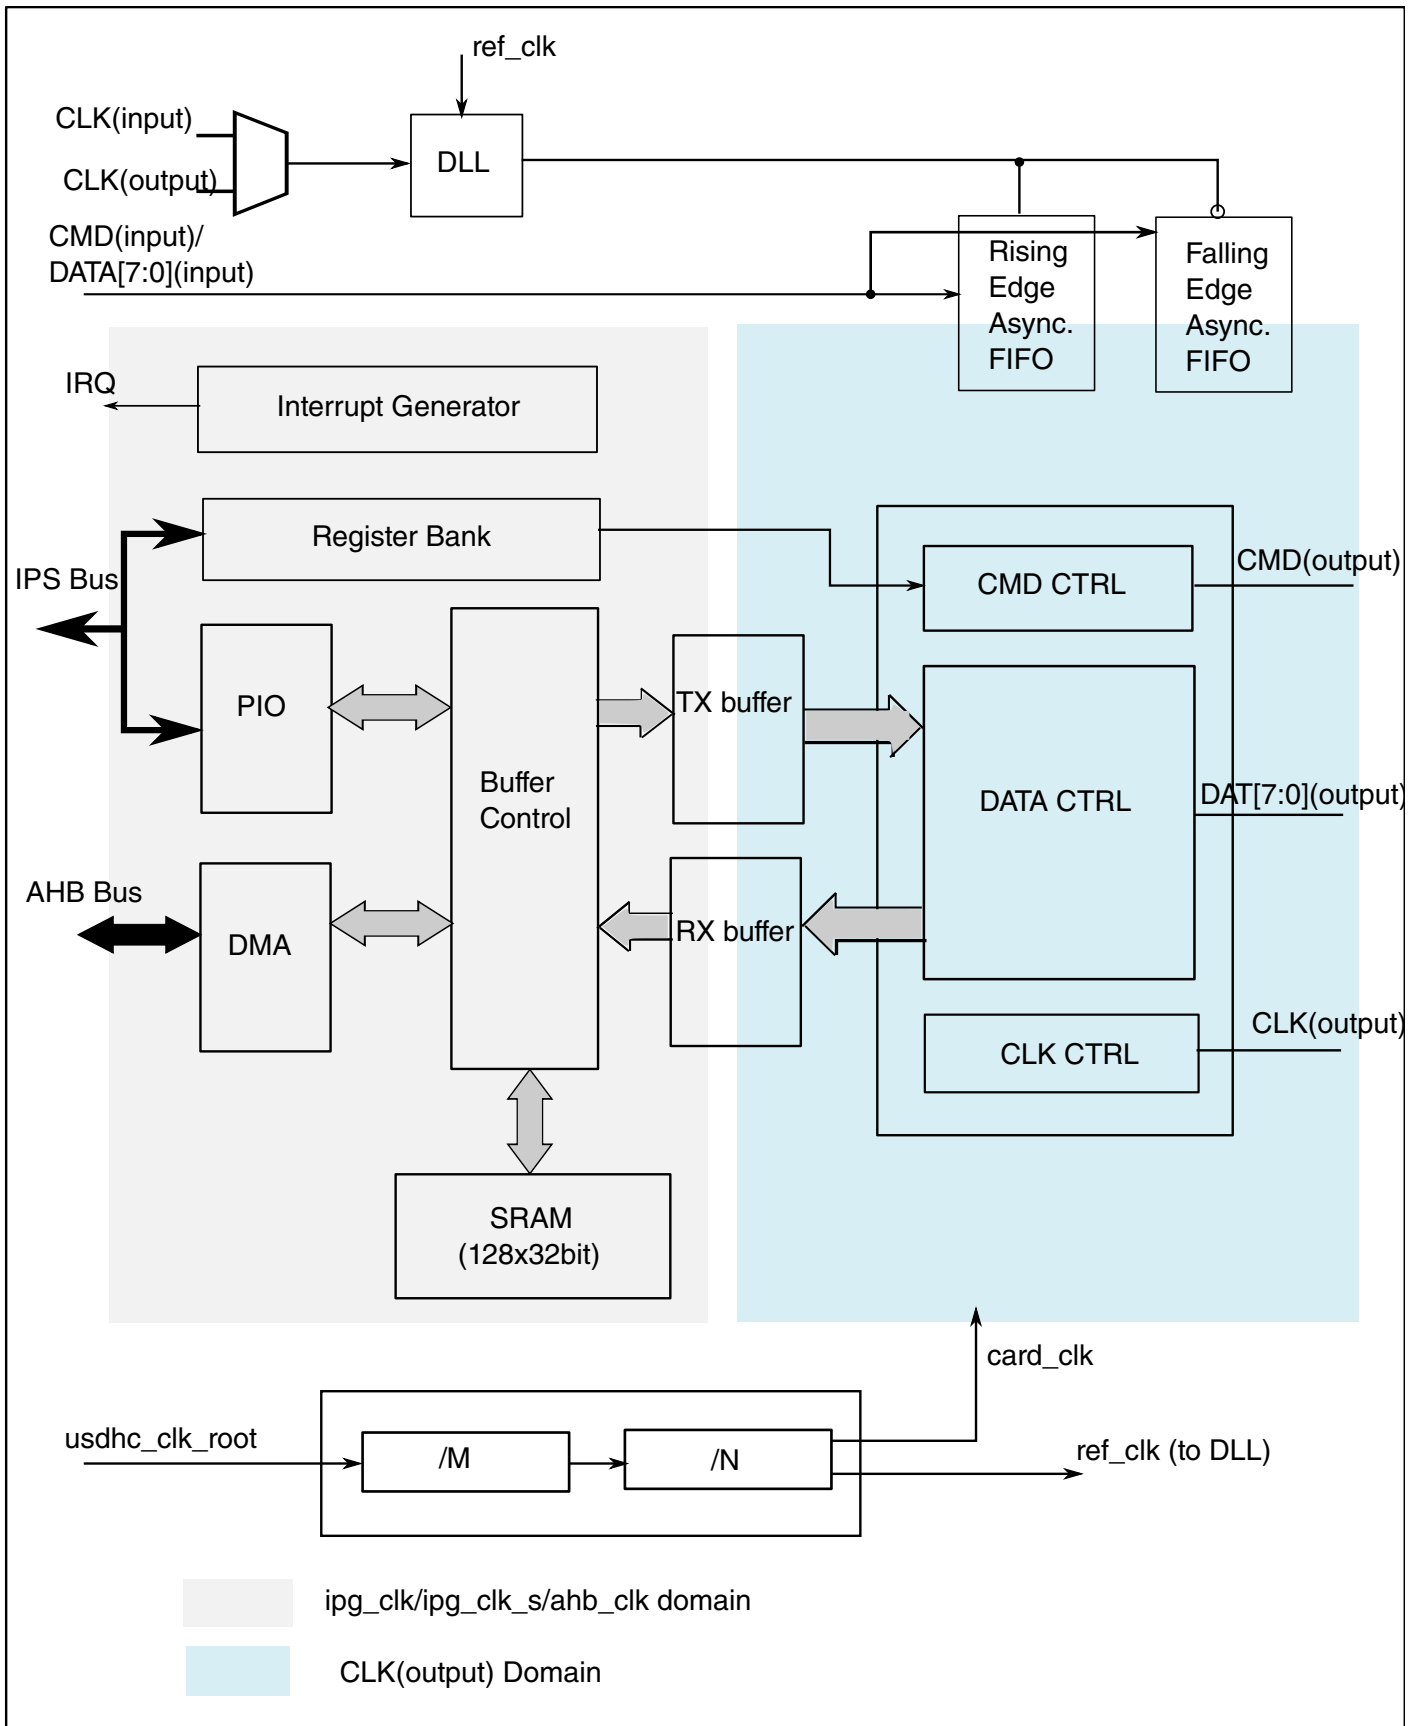 ref_clk
CLK(input)
CLK(output)
DLL
CMD(input)/
DATA[7:0](input)
Rising
Edge
Async.
FIFO
Falling
Edge
Async.
FIFO
IRQ
Interrupt Generator
Register Bank
IPS Bus
CMD CTRL
CMD(output)
PIO
TX buffer
Buffer
Control
DATA CTRL
DAT[7:0](output)
AHB Bus
DMA
RX buffer
CLK CTRL
CLK(output)
SRAM
(128x32bit)
card_clk
usdhc_clk_root
/M
/N
ref_clk (to DLL)
ipg_clk/ipg_clk_s/ahb_clk domain
CLK(output) Domain